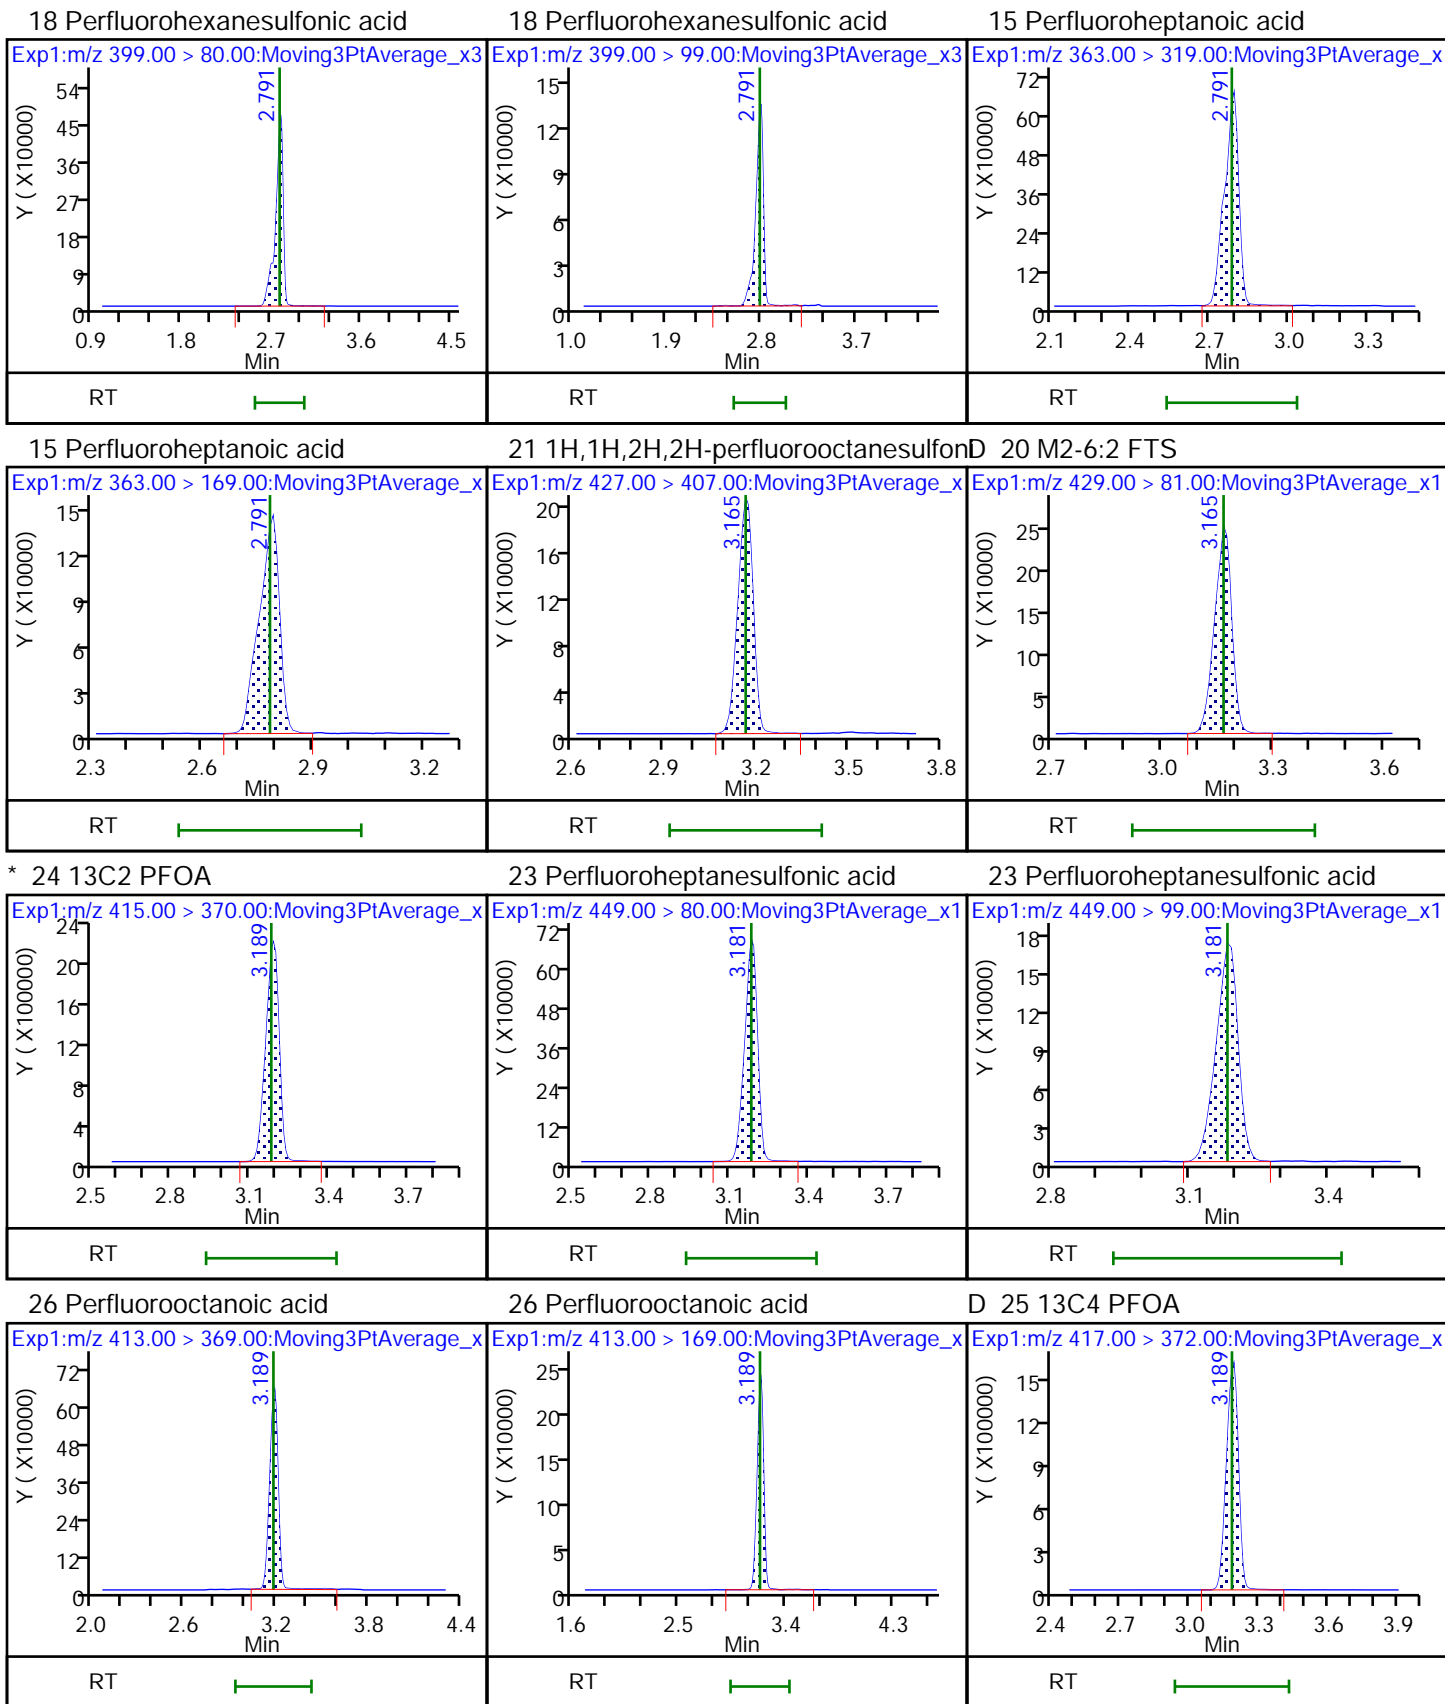 18 Perfluorohexanesulfonic acid
Exp1:m/z 399.00 > 80.00:Moving3PtAverage_x3
2.791
Y ( X10000)
54
45
36
27
18
9
0
0.9 1.8 2.7 3.6 4.5
Min
RT
18 Perfluorohexanesulfonic acid
Exp1:m/z 399.00 > 99.00:Moving3PtAverage_x3
2.791
Y ( X10000)
15
12
9
6
3
0
1.0 1.9 2.8 3.7
Min
RT
15 Perfluoroheptanoic acid
Exp1:m/z 363.00 > 319.00:Moving3PtAverage_x
2.791
Y ( X10000)
72
60
48
36
24
12
0
2.1 2.4 2.7 3.0 3.3
Min
RT
15 Perfluoroheptanoic acid
Exp1:m/z 363.00 > 169.00:Moving3PtAverage_x
2.791
Y ( X10000)
15
12
9
6
3
0
2.3 2.6 2.9 3.2
Min
RT
21 1H,1H,2H,2H-perfluorooctanesulfon
Exp1:m/z 427.00 > 407.00:Moving3PtAverage_x
3.165
Y ( X10000)
20
16
12
8
4
0
2.6 2.9 3.2 3.5 3.8
Min
RT
D 20 M2-6:2 FTS
Exp1:m/z 429.00 > 81.00:Moving3PtAverage_x1
3.165
Y ( X10000)
25
20
15
10
5
0
2.7 3.0 3.3 3.6
Min
RT
* 24 13C2 PFOA
Exp1:m/z 415.00 > 370.00:Moving3PtAverage_x
3.189
Y ( X100000)
24
20
16
12
8
4
0
2.5 2.8 3.1 3.4 3.7
Min
RT
23 Perfluoroheptanesulfonic acid
Exp1:m/z 449.00 > 80.00:Moving3PtAverage_x1
3.181
Y ( X10000)
72
60
48
36
24
12
0
2.5 2.8 3.1 3.4 3.7
Min
RT
23 Perfluoroheptanesulfonic acid
Exp1:m/z 449.00 > 99.00:Moving3PtAverage_x1
3.181
Y ( X10000)
18
15
12
9
6
3
0
2.8 3.1 3.4
Min
RT
26 Perfluorooctanoic acid
Exp1:m/z 413.00 > 369.00:Moving3PtAverage_x
3.189
Y ( X10000)
72
60
48
36
24
12
0
2.0 2.6 3.2 3.8 4.4
Min
RT
26 Perfluorooctanoic acid
Exp1:m/z 413.00 > 169.00:Moving3PtAverage_x
3.189
Y ( X10000)
25
20
15
10
5
0
1.6 2.5 3.4 4.3
Min
RT
D 25 13C4 PFOA
Exp1:m/z 417.00 > 372.00:Moving3PtAverage_x
3.189
Y ( X100000)
15
12
9
6
3
0
2.4 2.7 3.0 3.3 3.6 3.9
Min
RT